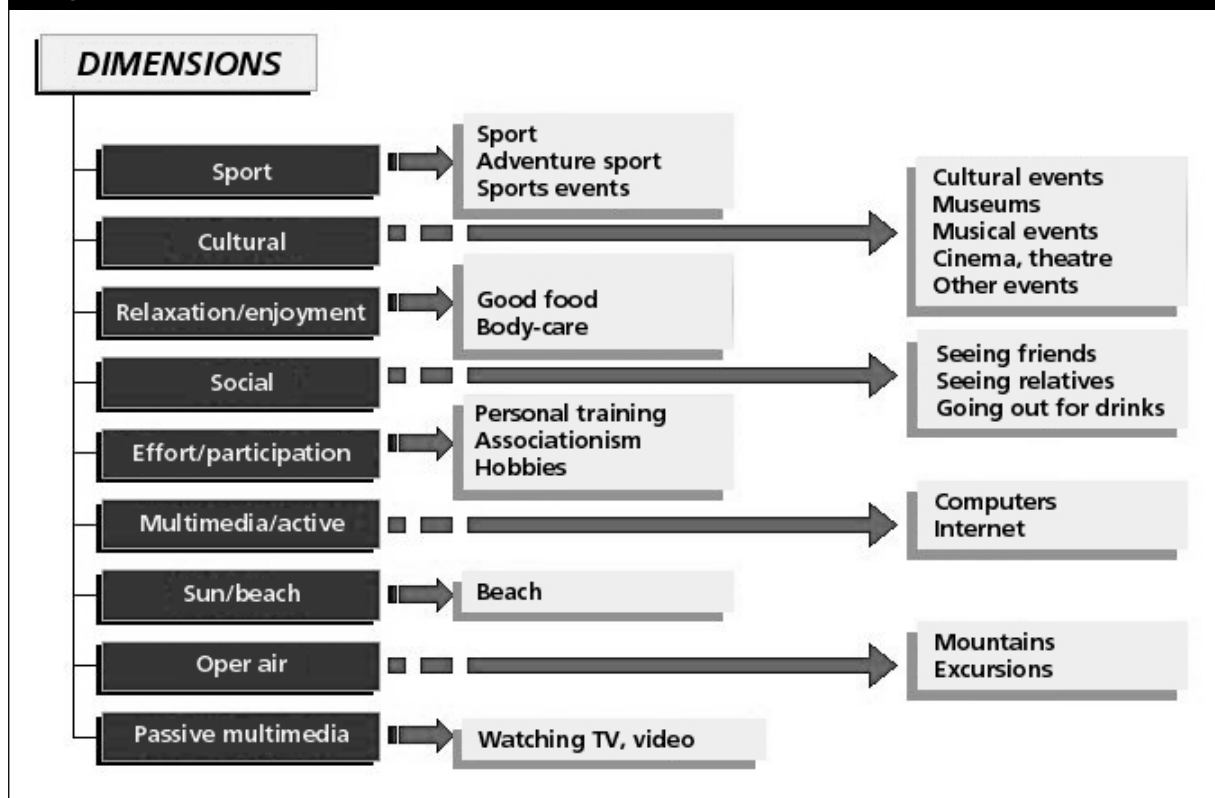 DIMENSIONS
Sport
Sport
Adventure sport
Sports events
Cultural
Cultural events
Museums
Musical events
Cinema, theatre
Other events
Relaxation/enjoyment
Good food
Body-care
Social
Seeing friends
Seeing relatives
Going out for drinks
Effort/participation
Personal training
Associationism
Hobbies
Multimedia/active
Computers
Internet
Sun/beach
Beach
Oper air
Mountains
Excursions
Passive multimedia
Watching TV, video